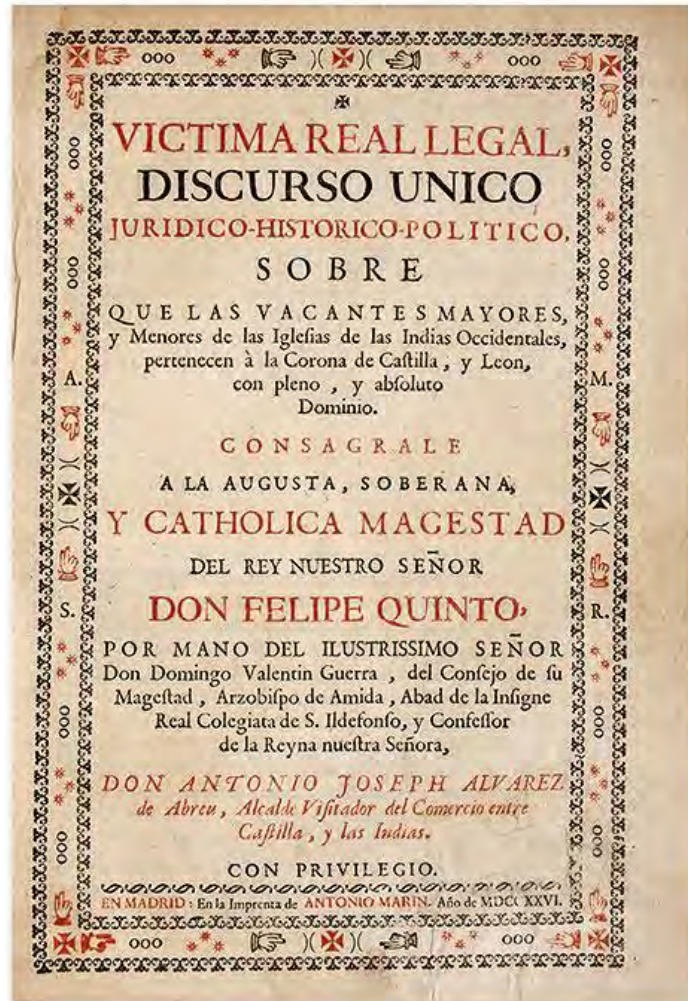 VICTIMA REAL LEGAL,
DISCURSO UNICO
JURIDICO-HISTORICO-POLITICO,
SOBRE
QUE LAS VACANTES MAYORES,
y Menores de las Iglesias de las Indias Occidentales,
pertenecen à la Corona de Castilla, y Leon,
con pleno, y absoluto
Dominio.
CONSAGRALE
A LA AUGUSTA, SOBERANA,
Y CATHOLICA MAGESTAD
DEL REY NUESTRO SEÑOR
DON FELIPE QUINTO,
POR MANO DEL ILUSTRISSIMO SEÑOR
Don Domingo Valentin Guerra, del Consejo de su
Magestad, Arzobispo de Amida, Abad de la Insigne
Real Colegiata de S. Ildefonso, y Confessor
de la Reyna nuestra Señora,
DON ANTONIO JOSEPH ALVAREZ
de Abreu, Alcalde Visitador del Comercio entre
Castilla, y las Indias.
CON PRIVILEGIO.
EN MADRID: En la Imprenta de ANTONIO MARIN. Año de MDCCXXVI.
A.
S.
M.
R.